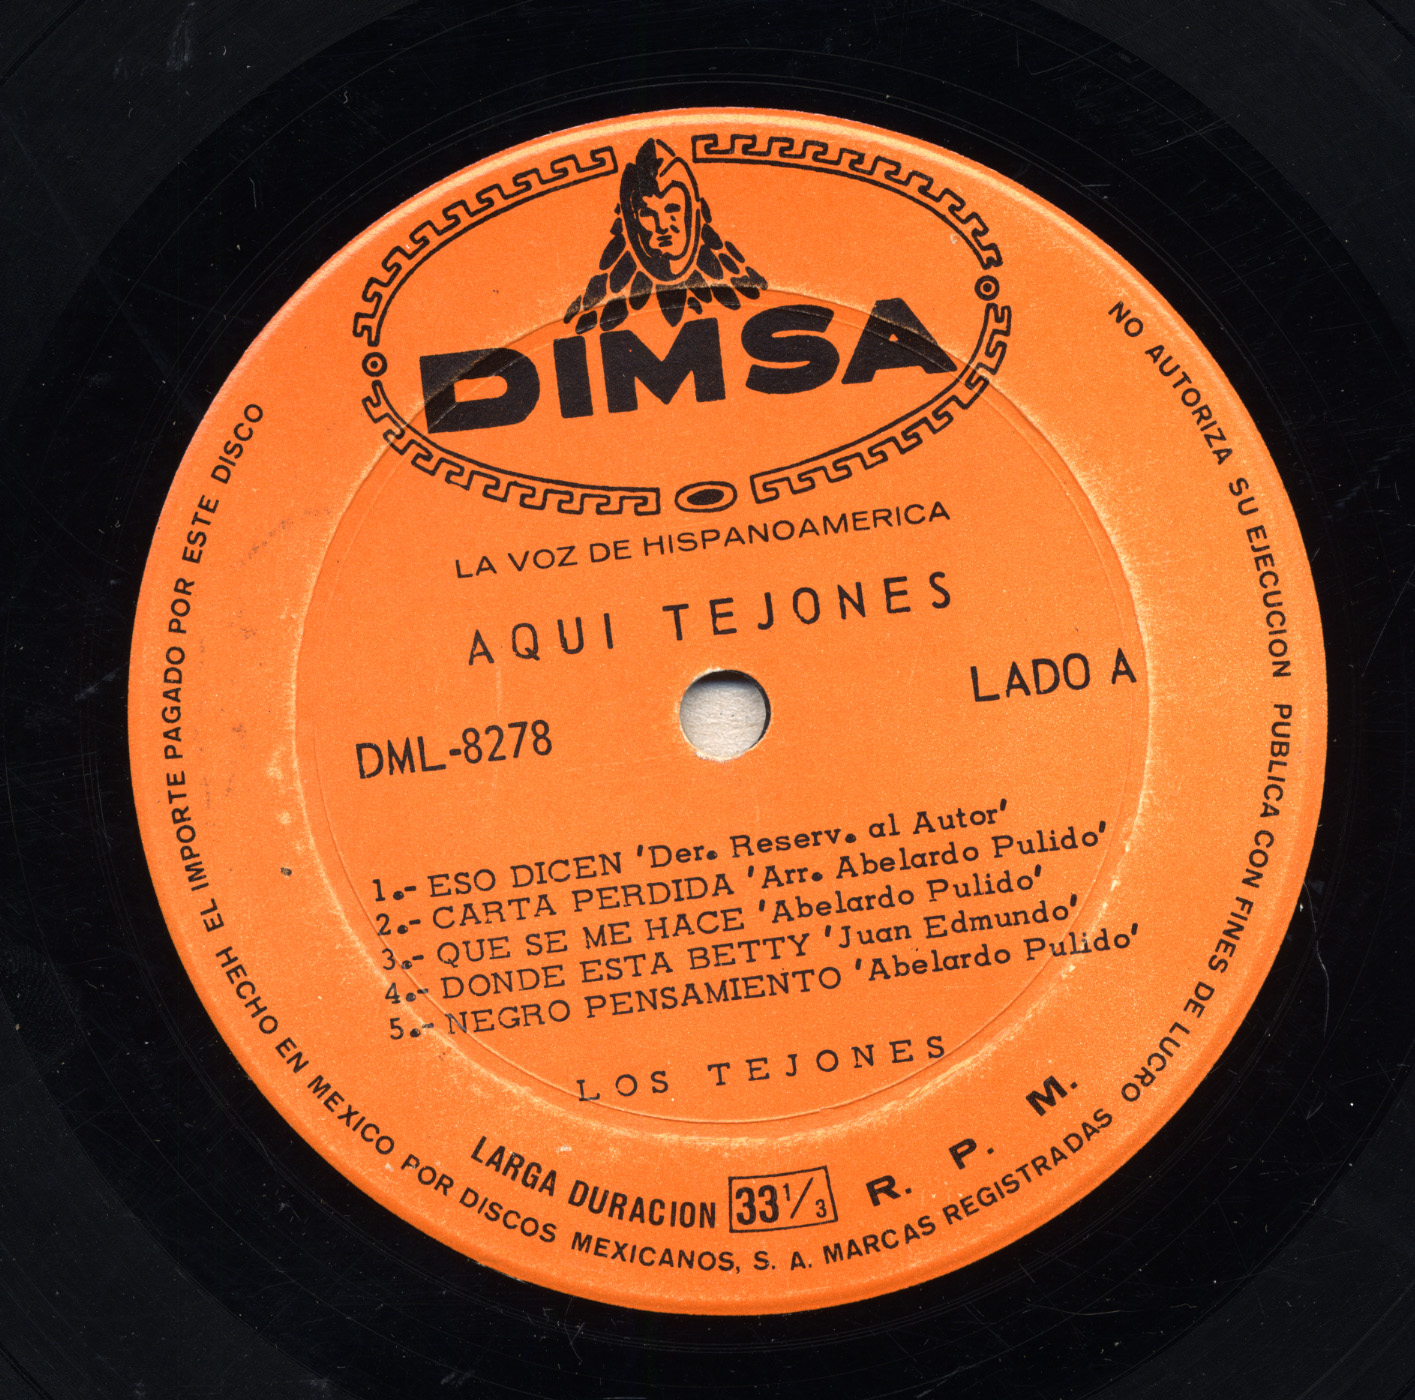 DIMSA
LA VOZ DE HISPANOAMERICA
AQUI TEJONES
LADO A
DML-8278
1.- ESO DICEN 'Der. Reserv. al Autor'
2.- CARTA PERDIDA 'Arr. Abelardo Pulido'
3.- QUE SE ME HACE 'Abelardo Pulido'
4.- DONDE ESTA BETTY 'Juan Edmundo'
5.- NEGRO PENSAMIENTO 'Abelardo Pulido'
LOS TEJONES
LARGA DURACION 33 1/3 R. P. M.
HECHO EN MEXICO POR DISCOS MEXICANOS, S. A. MARCAS REGISTRADAS
EL IMPORTE PAGADO POR ESTE DISCO
NO AUTORIZA SU EJECUCION PUBLICA CON FINES DE LUCRO